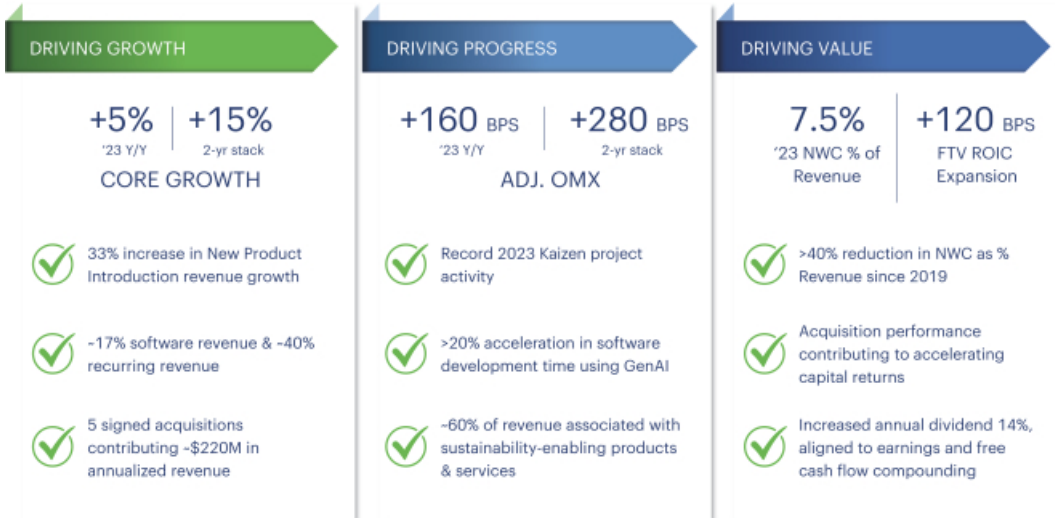 DRIVING GROWTH
+5%
'23 Y/Y
+15%
2-yr stack
CORE GROWTH
33% increase in New Product
Introduction revenue growth
~17% software revenue & ~40%
recurring revenue
5 signed acquisitions
contributing ~$220M in
annualized revenue
DRIVING PROGRESS
+160 BPS
'23 Y/Y
+280 BPS
2-yr stack
ADJ. OMX
Record 2023 Kaizen project
activity
>20% acceleration in software
development time using GenAI
~60% of revenue associated with
sustainability-enabling products
& services
DRIVING VALUE
7.5%
'23 NWC % of
Revenue
+120 BPS
FTV ROIC
Expansion
>40% reduction in NWC as %
Revenue since 2019
Acquisition performance
contributing to accelerating
capital returns
Increased annual dividend 14%,
aligned to earnings and free
cash flow compounding